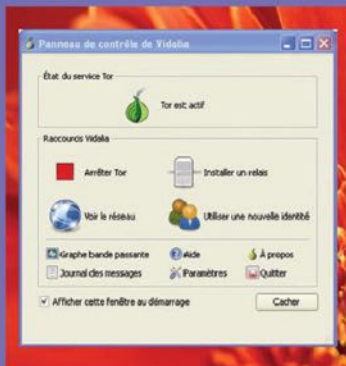 Panneau de contrôle de Vidalia
État du service Tor
Tor est actif
Raccourcis Vidalia
Arrêter Tor
Installer un relais
Voir le réseau
Utiliser une nouvelle identité
Graphe bande passante
Aide
À propos
Journal des messages
Paramètres
Quitter
Afficher cette fenêtre au démarrage
Cacher